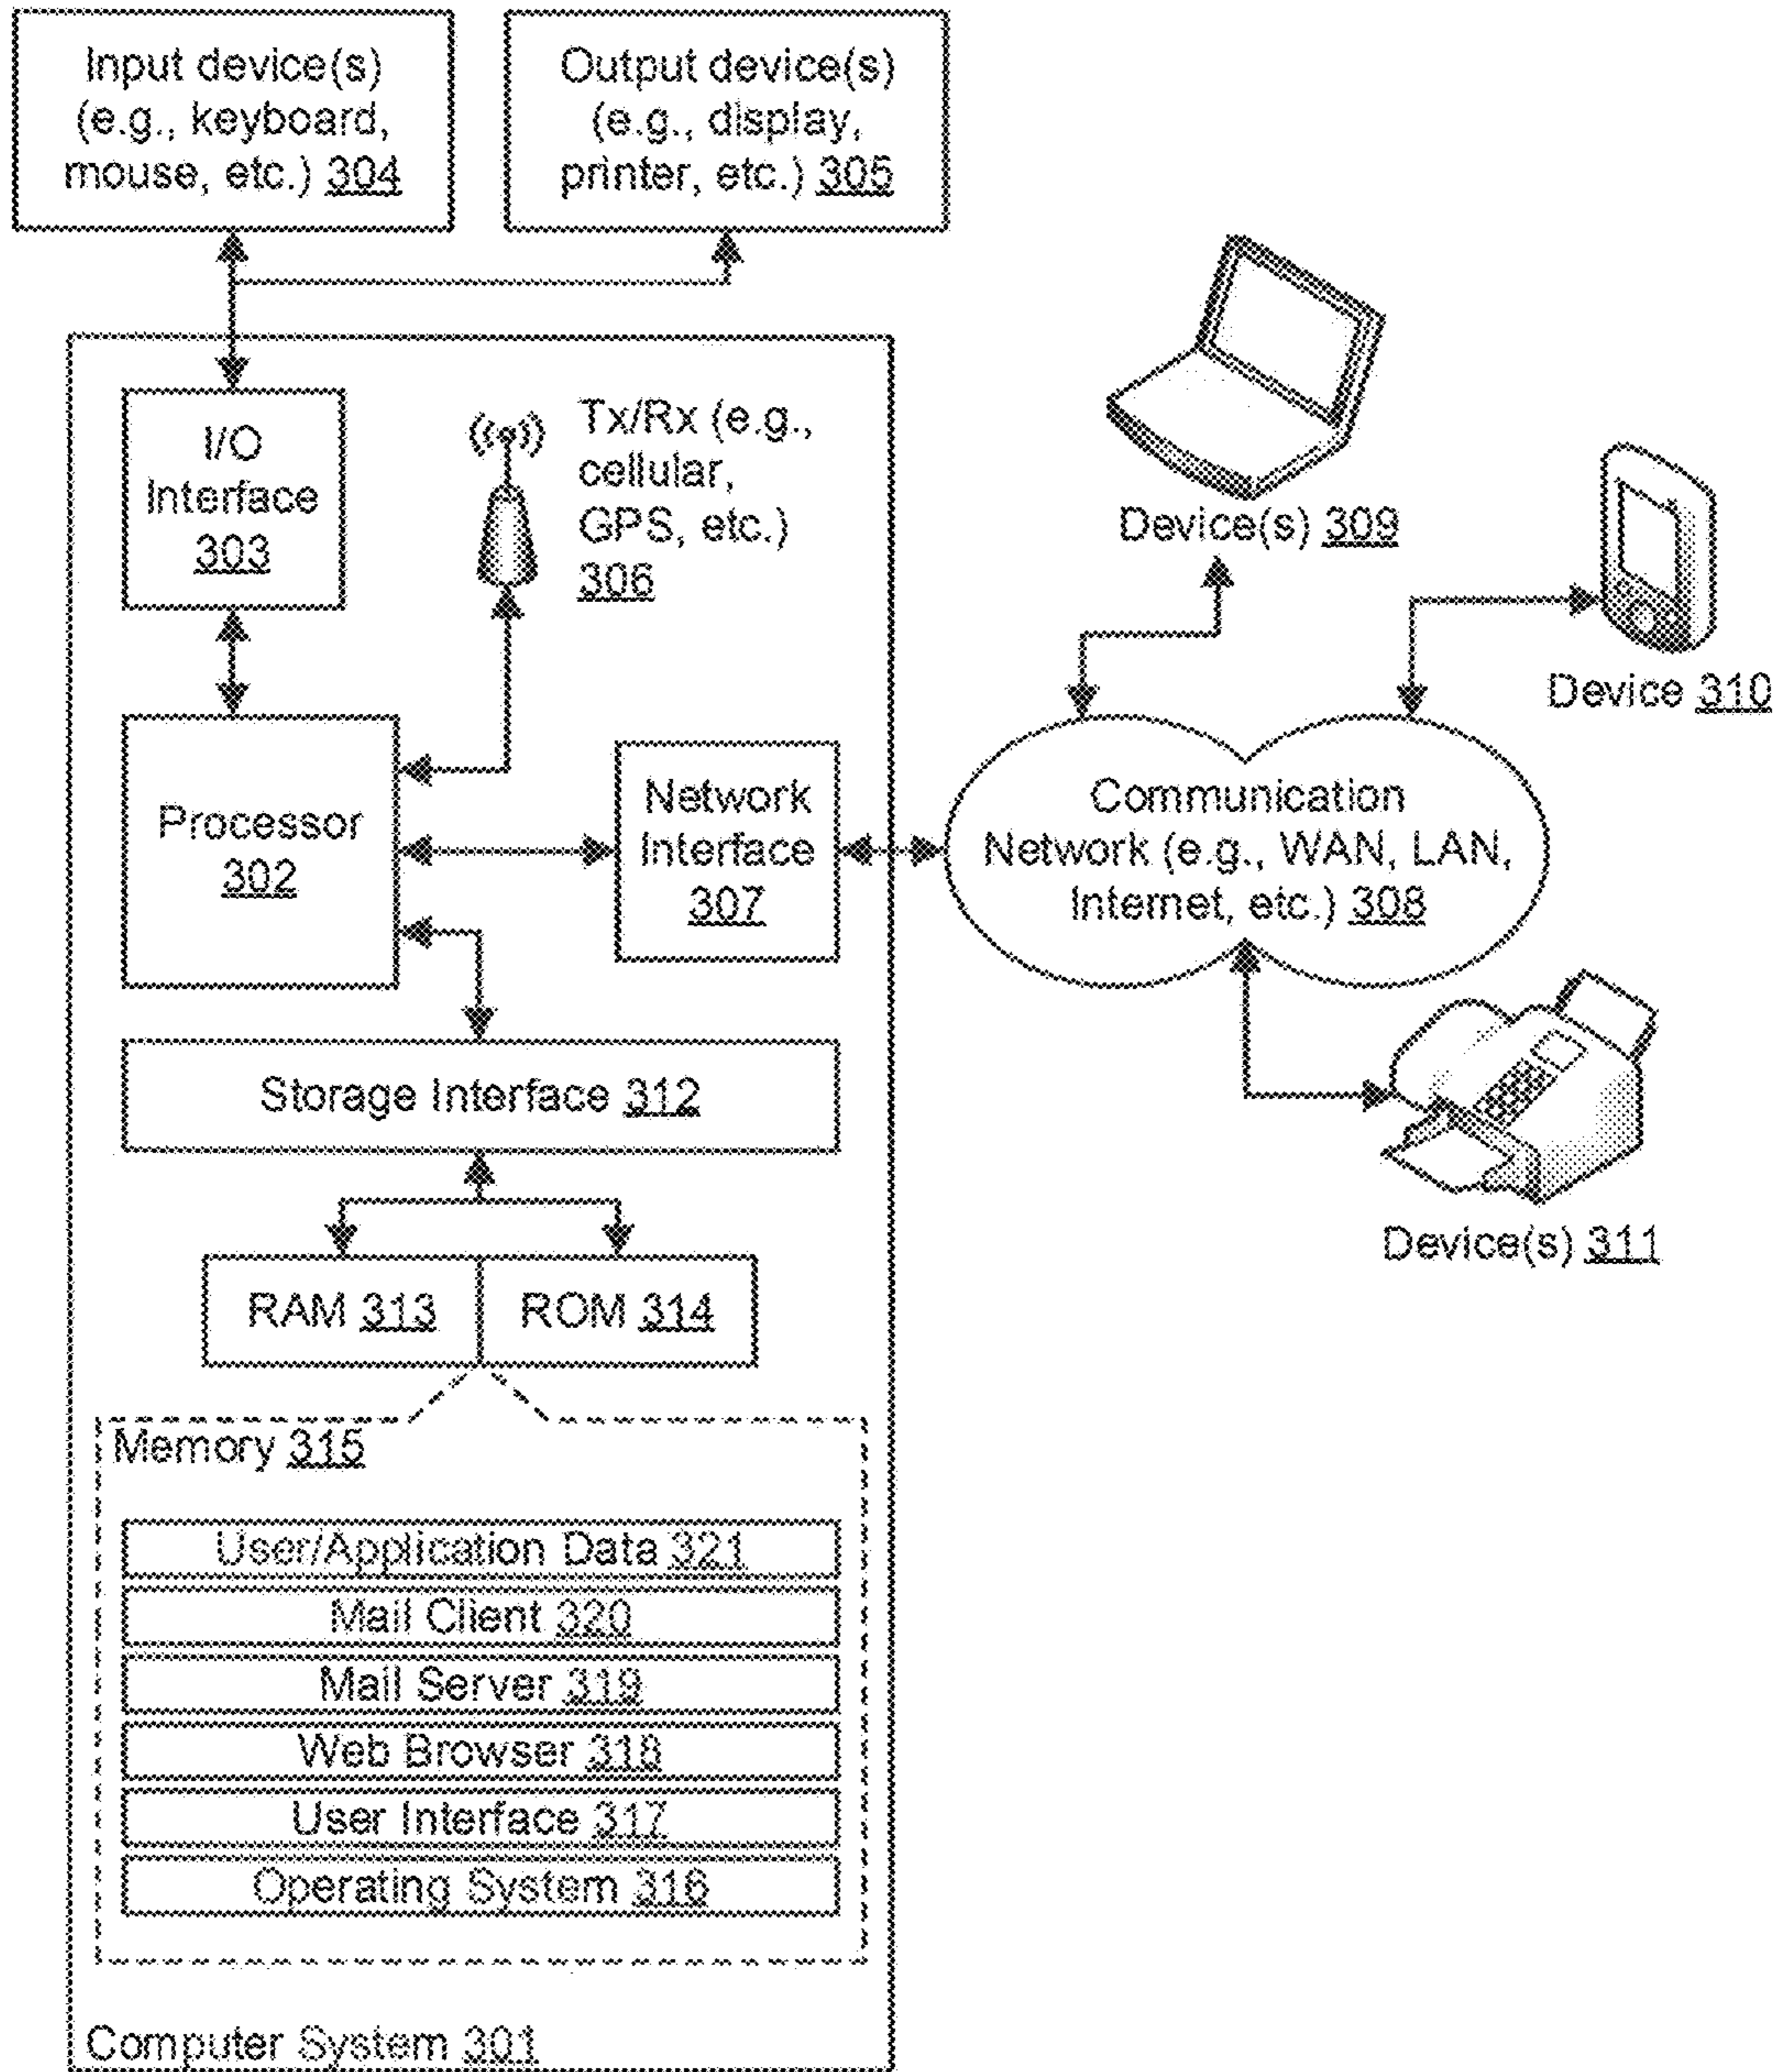 Input device(s)
(e.g., keyboard,
mouse, etc.) 304
Output device(s)
(e.g., display,
printer, etc.) 305
I/O
Interface
303
Tx/Rx (e.g.,
cellular,
GPS, etc.)
306
Device(s) 309
Device 310
Processor
302
Network
Interface
307
Communication
Network (e.g., WAN, LAN,
Internet, etc.) 308
Storage Interface 312
Device(s) 311
RAM 313
ROM 314
Memory 315
User/Application Data 321
Mail Client 320
Mail Server 319
Web Browser 318
User Interface 317
Operating System 316
Computer System 301